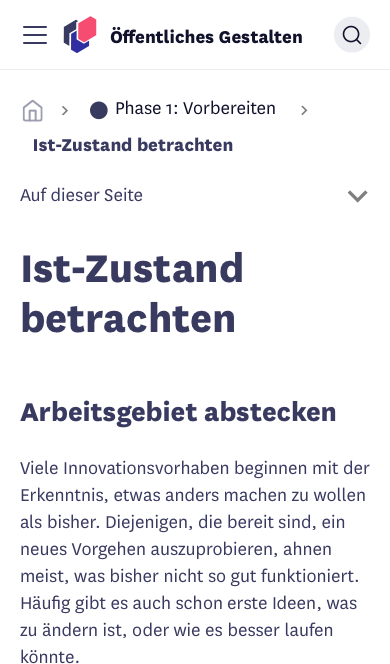 Öffentliches Gestalten
Phase 1: Vorbereiten
Ist-Zustand betrachten
Auf dieser Seite
Ist-Zustand
betrachten
Arbeitsgebiet abstecken
Viele Innovationsvorhaben beginnen mit der
Erkenntnis, etwas anders machen zu wollen
als bisher. Diejenigen, die bereit sind, ein
neues Vorgehen auszuprobieren, ahnen
meist, was bisher nicht so gut funktioniert.
Häufig gibt es auch schon erste Ideen, was
zu ändern ist, oder wie es besser laufen
könnte.